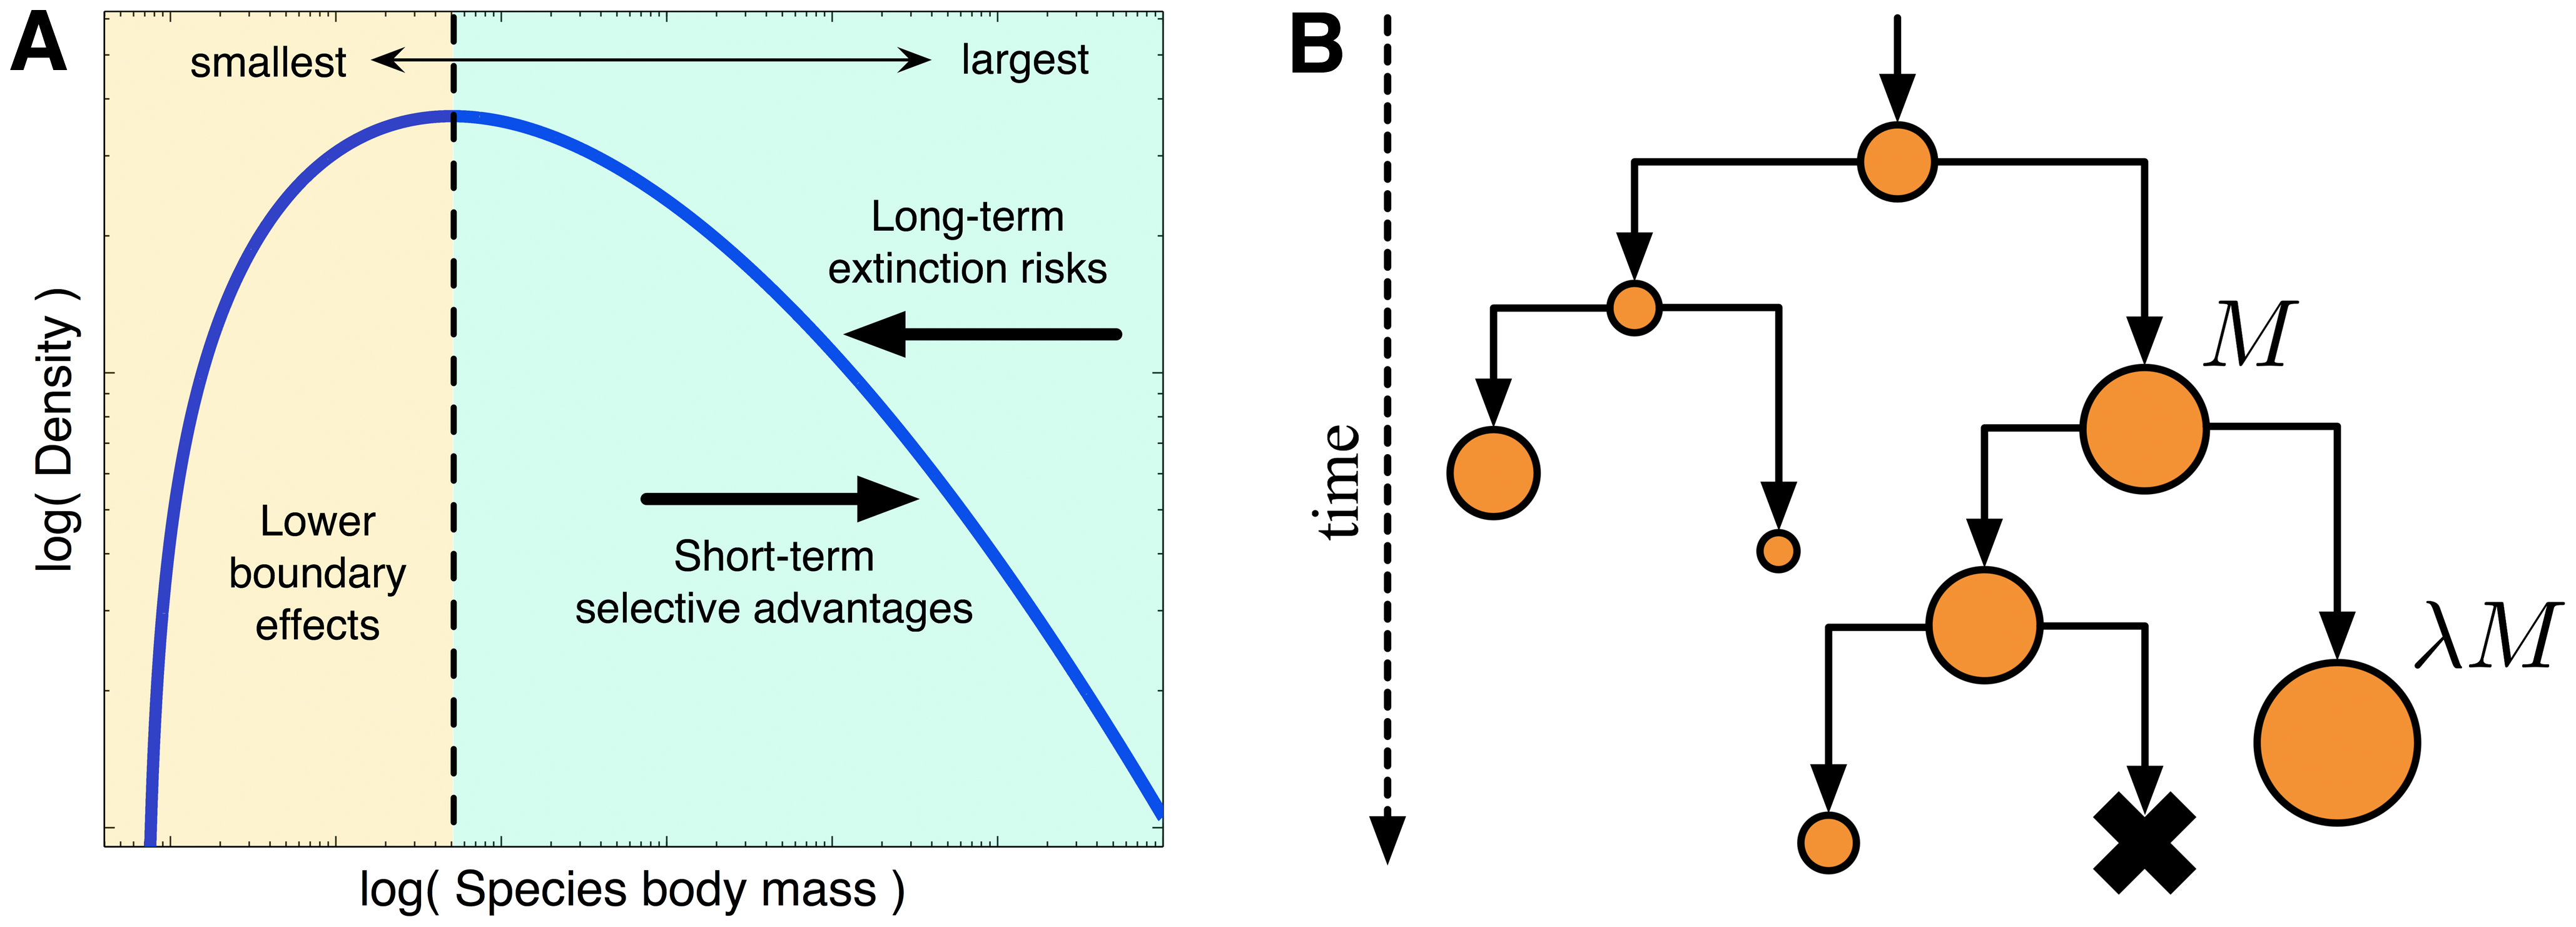 A
smallest
largest
Long-term
extinction risks
Short-term
selective advantages
Lower
boundary
effects
log( Density )
log( Species body mass )
B
time
M
λM